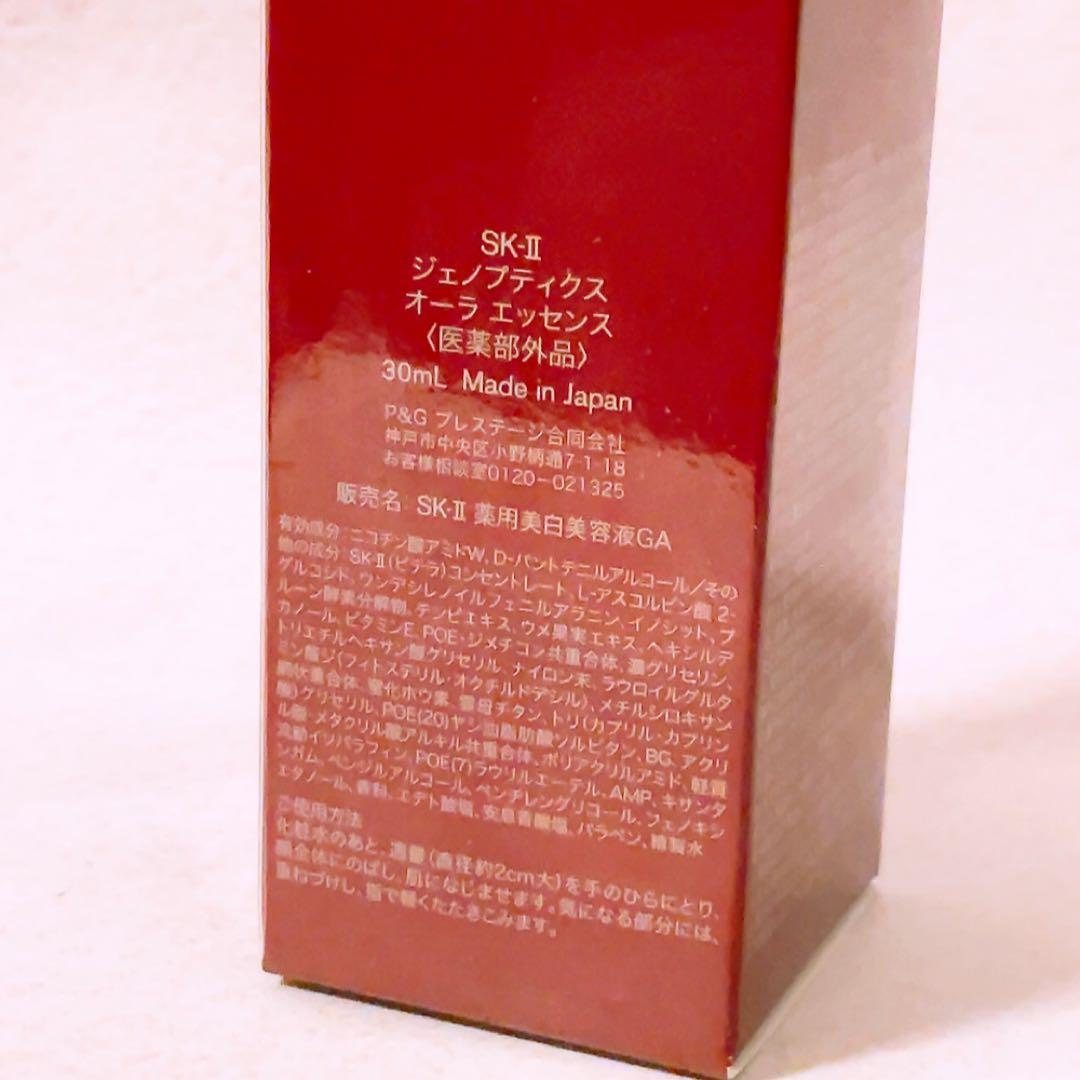 SK-II
ジェノプティクス
オーラ エッセンス
〈医薬部外品〉
30mL Made in Japan
P&G プレステージ合同会社
神戸市中央区小野柄通7-1-18
お客様相談室0120-021325
販売名: SK-II 薬用美白美容液GA
有効成分: ニコチン酸アミドW、D-パントテニルアルコール/その
他の成分: SK-II(ピテラ)コンセントレート、L-アスコルビン酸 2-
グルコシド、ウンデシレノイルフェニルアラニン、イノシット、プ
ルーン酵素分解物、テンピエキス、ウメ果実エキス、ヘキシルデ
カノール、ビタミンE、POE・ジメチコン共重合体、濃グリセリン、
トリエチルヘキサン酸グリセリル、ナイロン末、ラウロイルグルタ
ミン酸ジ(フィトステリル・オクチルドデシル)、メチルシロキサン
網状重合体、窒化ホウ素、雲母チタン、トリ(カプリル・カプリン
酸)グリセリル、POE(20)ヤシ油脂肪酸ソルビタン、BG、アクリ
ル酸・メタクリル酸アルキル共重合体、ポリアクリルアミド、軽質
流動イソパラフィン、POE(7)ラウリルエーテル、AMP、キサンタ
ンガム、ベンジルアルコール、ペンチレングリコール、フェノキシ
エタノール、香料、エデト酸塩、安息香酸塩、パラベン、精製水
ご使用方法
化粧水のあと、適量(直径約2cm大)を手のひらにとり、
顔全体にのばし、肌になじませます。気になる部分には、
重ねづけし、指で軽くたたきこみます。